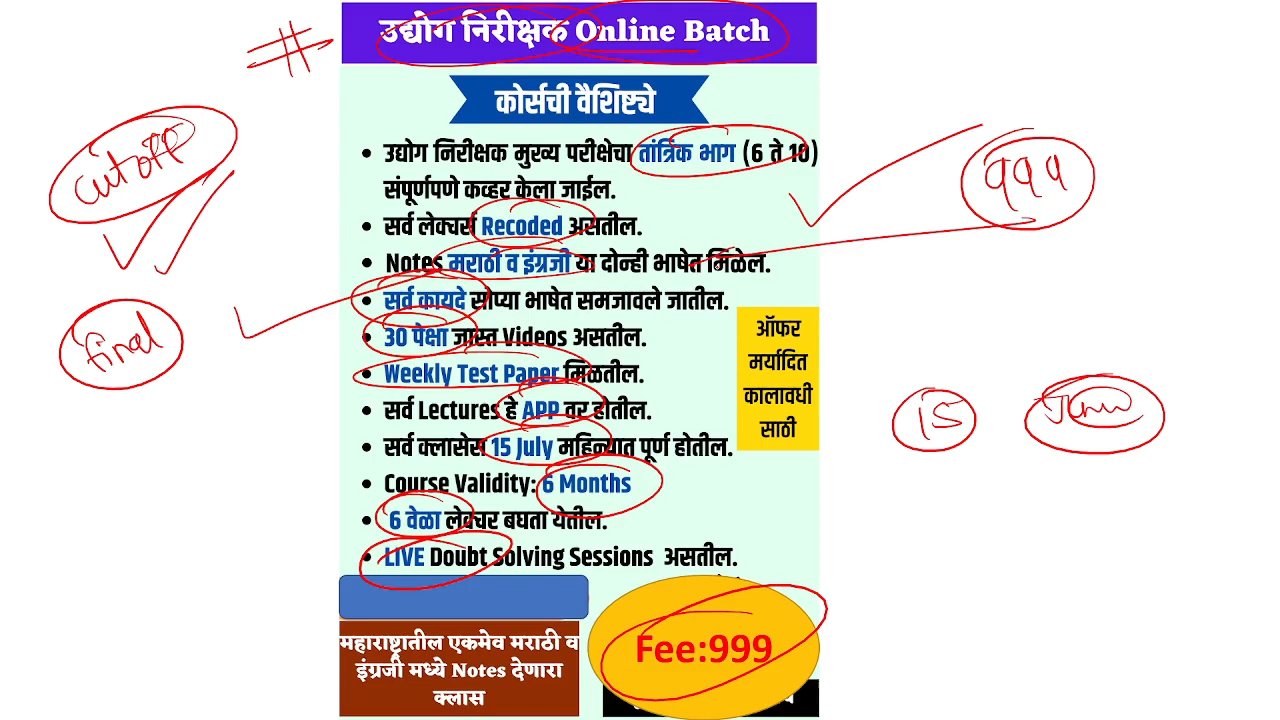 उद्योग निरीक्षक Online Batch
कोर्सची वैशिष्ट्ये
• उद्योग निरीक्षक मुख्य परीक्षेचा तांत्रिक भाग (6 ते 10)
संपूर्णपणे कव्हर केला जाईल.
• सर्व लेक्चर्स Recoded असतील.
• Notes मराठी व इंग्रजी या दोन्ही भाषेत मिळेल.
• सर्व कायदे सोप्या भाषेत समजावले जातील.
• 30 पेक्षा जास्त Videos असतील.
• Weekly Test Paper मिळतील.
• सर्व Lectures हे APP वर होतील.
• सर्व क्लासेस 15 July महिन्यात पूर्ण होतील.
• Course Validity: 6 Months
• 6 वेळा लेक्चर बघता येतील.
• LIVE Doubt Solving Sessions असतील.
ऑफर
मर्यादित
कालावधी
साठी
महाराष्ट्रातील एकमेव मराठी व
इंग्रजी मध्ये Notes देणारा
क्लास
Fee:999
cut off
final
999
15